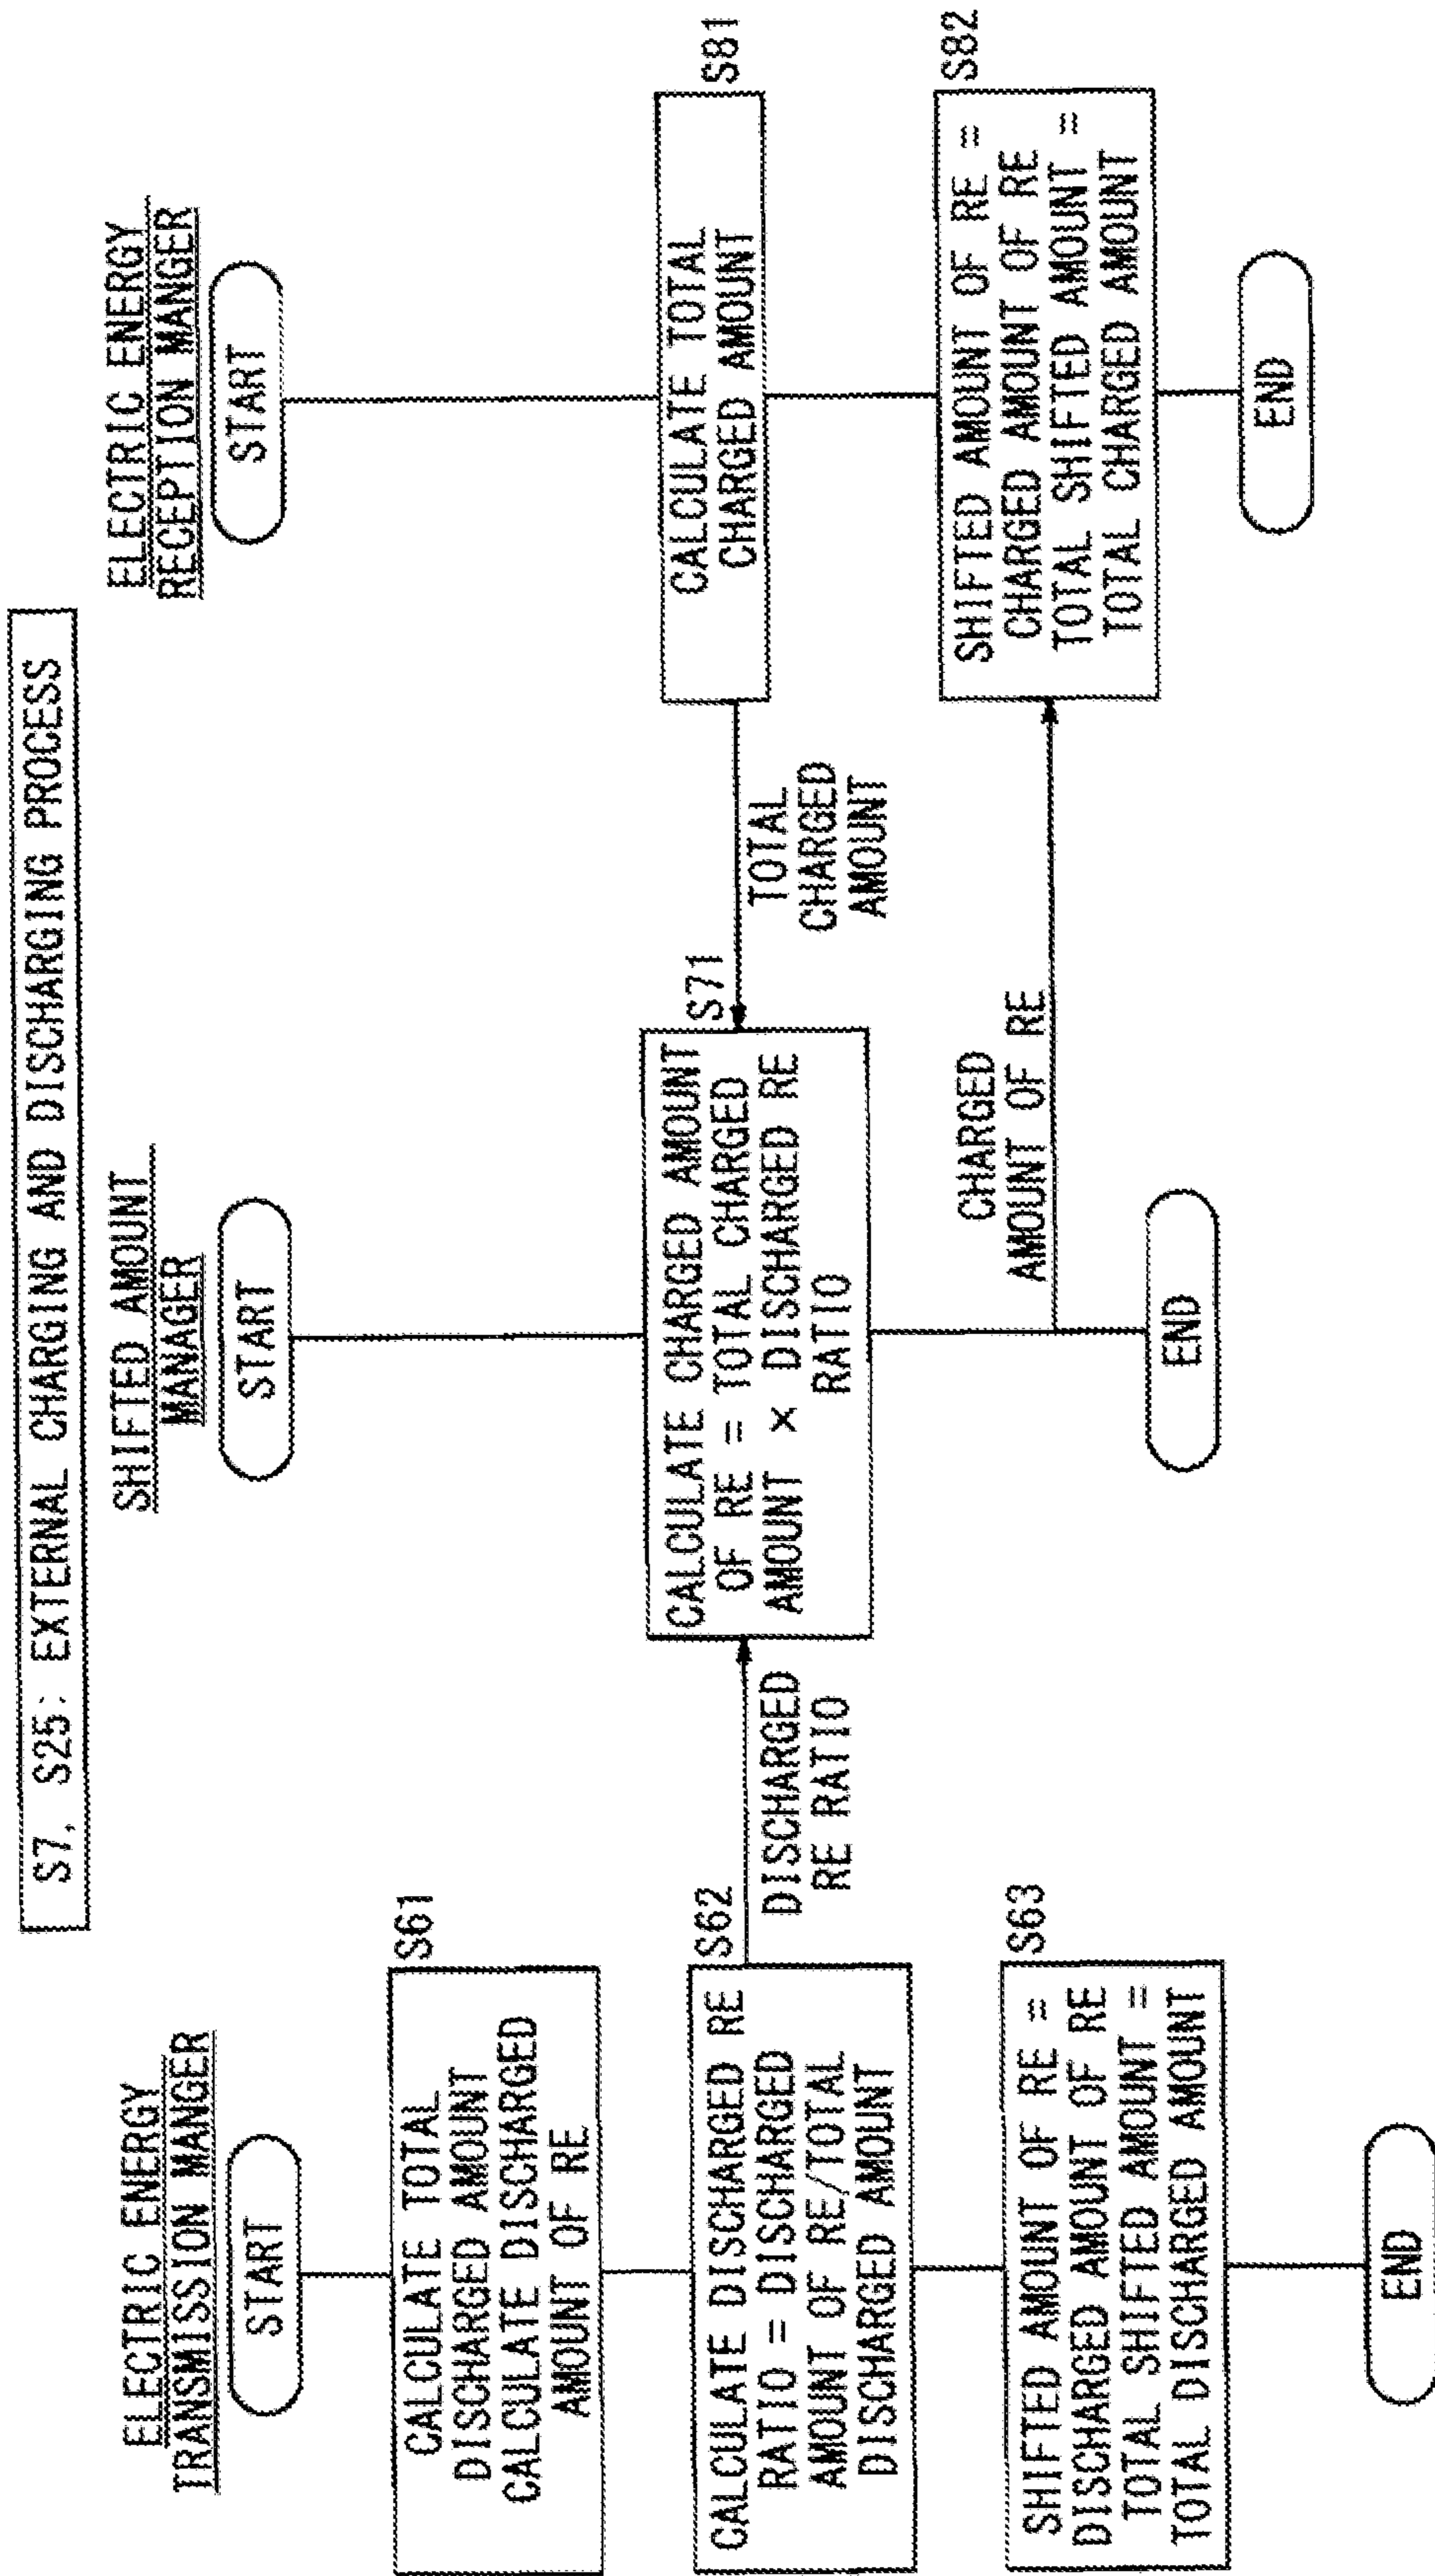 S7, S25: EXTERNAL CHARGING AND DISCHARGING PROCESS
ELECTRIC ENERGY
TRANSMISSION MANGER
START
S61
CALCULATE TOTAL
DISCHARGED AMOUNT
CALCULATE DISCHARGED
AMOUNT OF RE
S62
CALCULATE DISCHARGED RE
RATIO = DISCHARGED
AMOUNT OF RE/TOTAL
DISCHARGED AMOUNT
DISCHARGED
RE RATIO
S63
SHIFTED AMOUNT OF RE =
DISCHARGED AMOUNT OF RE
TOTAL SHIFTED AMOUNT =
TOTAL DISCHARGED AMOUNT
END
SHIFTED AMOUNT
MANAGER
START
S71
CALCULATE CHARGED AMOUNT
OF RE = TOTAL CHARGED
AMOUNT × DISCHARGED RE
RATIO
CHARGED
AMOUNT OF RE
END
ELECTRIC ENERGY
RECEPTION MANGER
START
S81
CALCULATE TOTAL
CHARGED AMOUNT
TOTAL
CHARGED
AMOUNT
S82
SHIFTED AMOUNT OF RE =
CHARGED AMOUNT OF RE
TOTAL SHIFTED AMOUNT =
TOTAL CHARGED AMOUNT
END